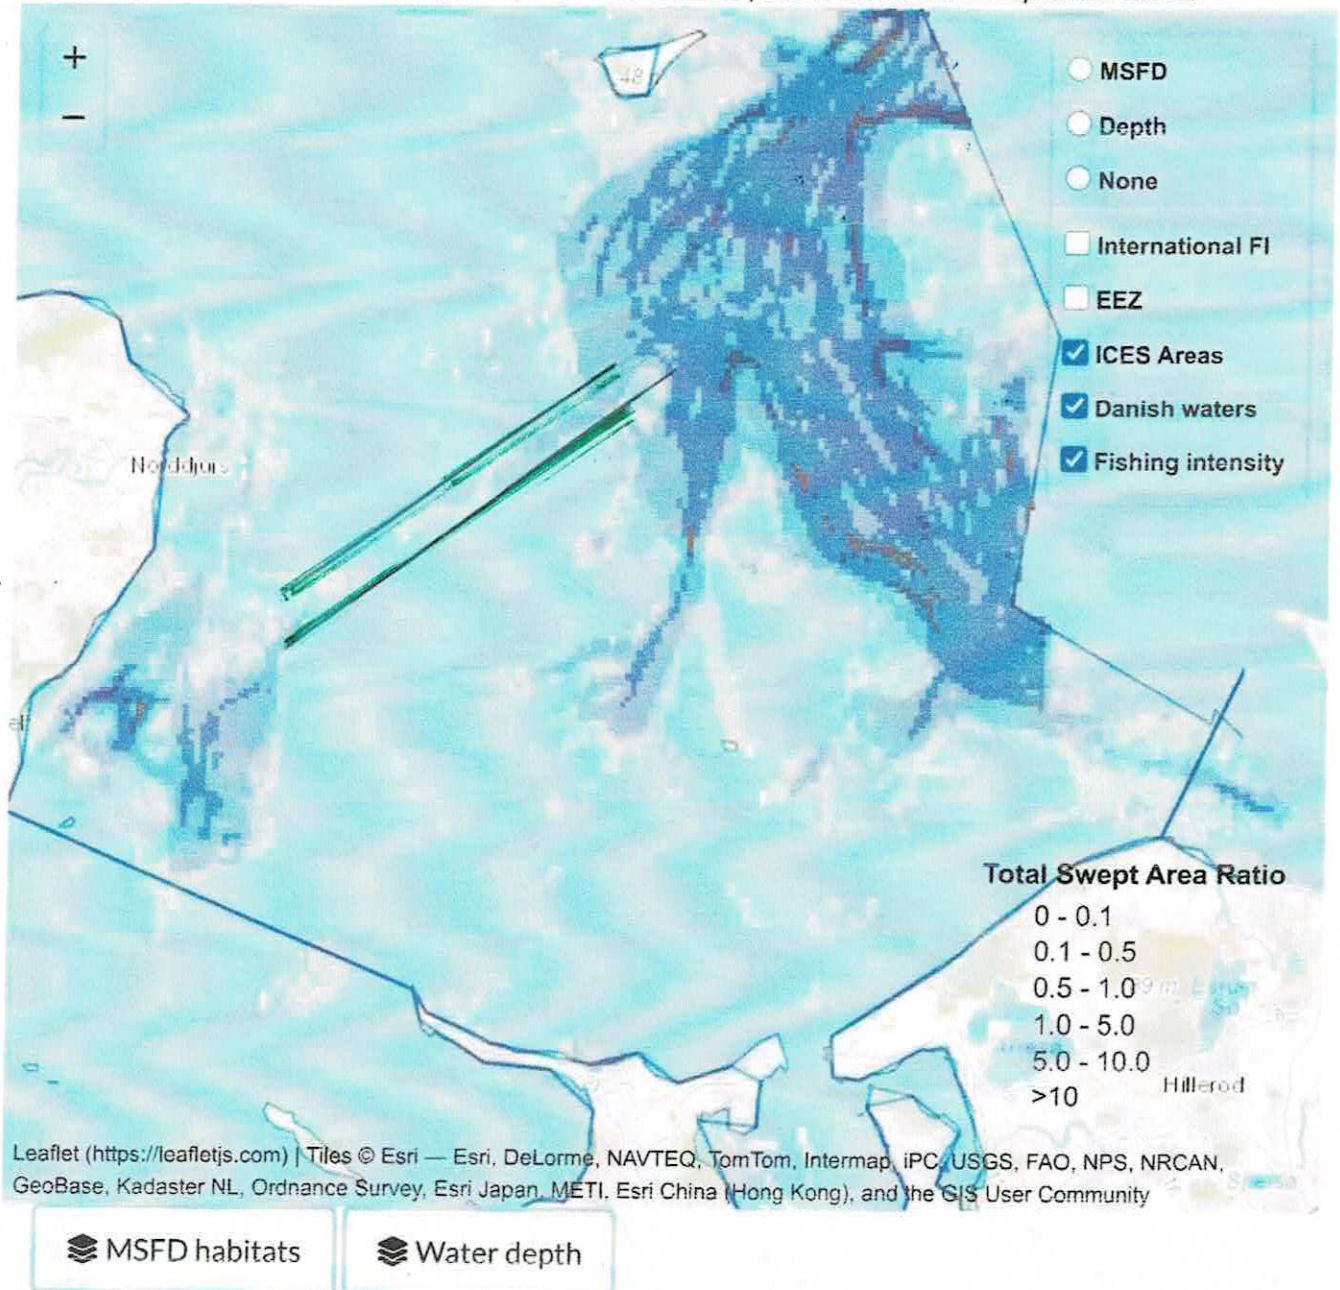 +
−
48
MSFD
Depth
None
International FI
EEZ
ICES Areas
Danish waters
Fishing intensity
Norddjurs
Total Swept Area Ratio
0 - 0.1
0.1 - 0.5
0.5 - 1.0
1.0 - 5.0
5.0 - 10.0
>10
Hillerod
Leaflet (https://leafletjs.com) | Tiles © Esri — Esri, DeLorme, NAVTEQ, TomTom, Intermap, iPC, USGS, FAO, NPS, NRCAN,
GeoBase, Kadaster NL, Ordnance Survey, Esri Japan, METI, Esri China (Hong Kong), and the GIS User Community
MSFD habitats
Water depth